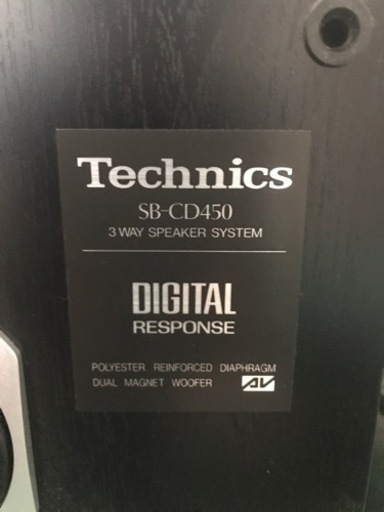 Technics
SB-CD450
3 WAY SPEAKER SYSTEM
DIGITAL
RESPONSE
POLYESTER REINFORCED DIAPHRAGM
DUAL MAGNET WOOFER AV